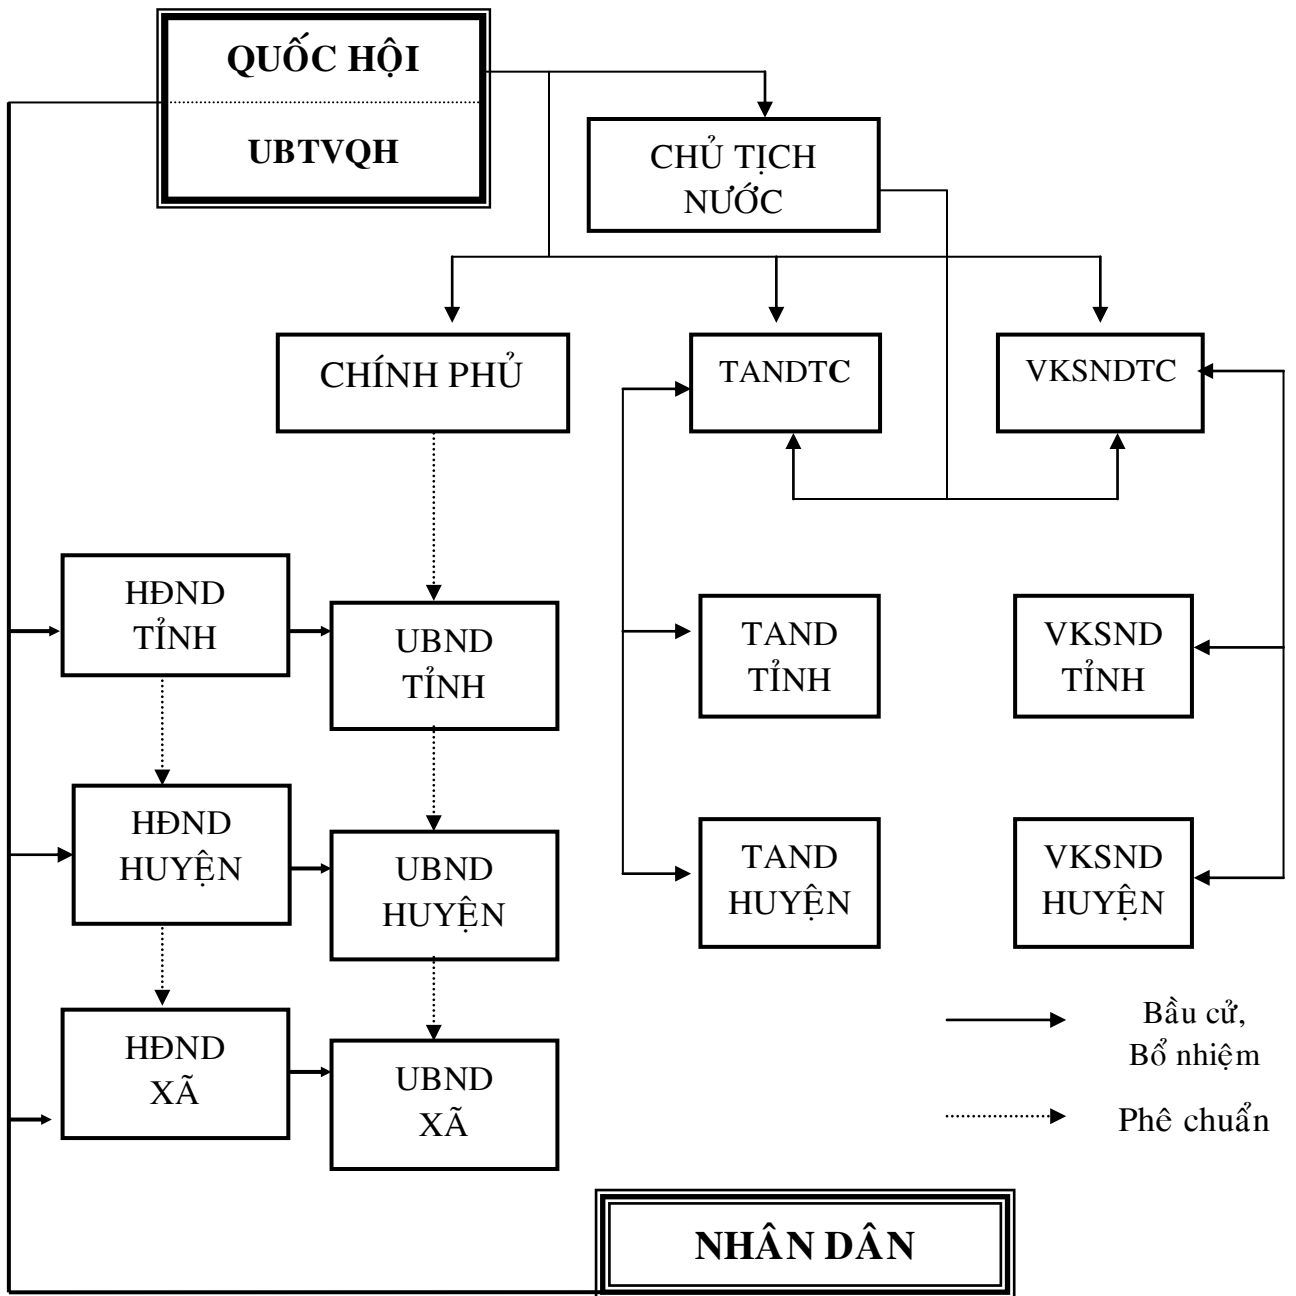 QUỐC HỘI
UBTVQH
CHỦ TỊCH
NƯỚC
CHÍNH PHỦ
TANDTC
VKSNDTC
HĐND
TỈNH
UBND
TỈNH
TAND
TỈNH
VKSND
TỈNH
HĐND
HUYỆN
UBND
HUYỆN
TAND
HUYỆN
VKSND
HUYỆN
HĐND
XÃ
UBND
XÃ
Bầu cử,
Bổ nhiệm
Phê chuẩn
NHÂN DÂN